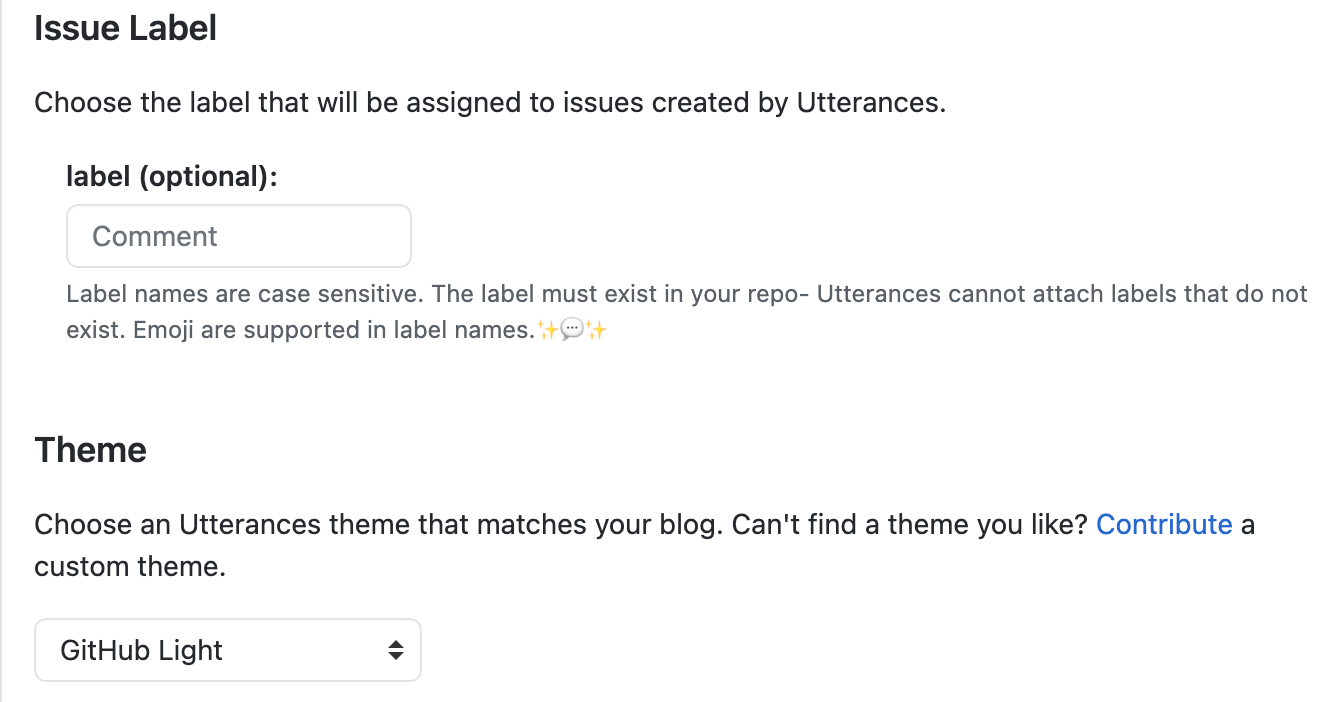 Issue Label
Choose the label that will be assigned to issues created by Utterances.
label (optional):
Comment
Label names are case sensitive. The label must exist in your repo- Utterances cannot attach labels that do not
exist. Emoji are supported in label names.✨💬✨
Theme
Choose an Utterances theme that matches your blog. Can't find a theme you like? Contribute a
custom theme.
GitHub Light